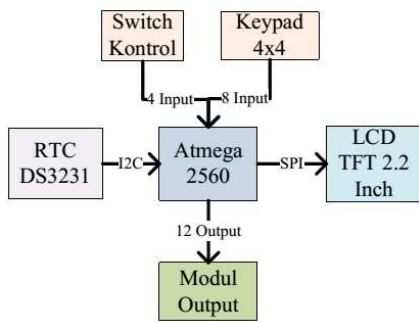 Switch
Kontrol
Keypad
4x4
4 Input
8 Input
RTC
DS3231
I2C
Atmega
2560
SPI
LCD
TFT 2.2
Inch
12 Output
Modul
Output